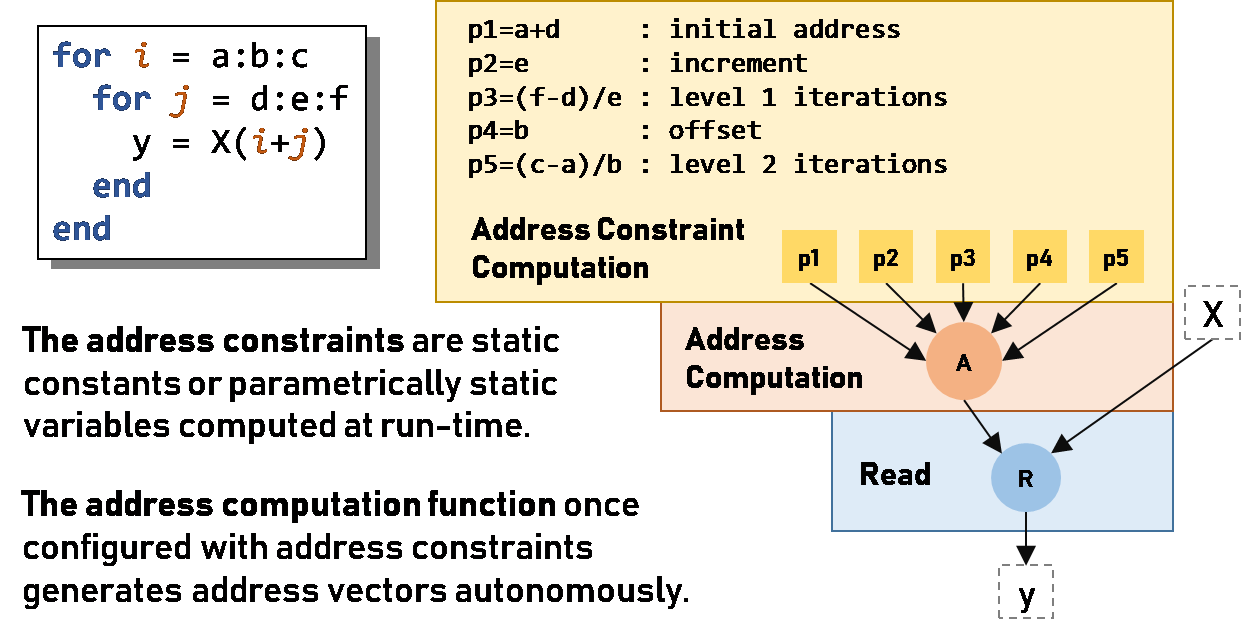 for i = a:b:c
for j = d:e:f
y = X(i+j)
end
end
p1=a+d : initial address
p2=e : increment
p3=(f-d)/e : level 1 iterations
p4=b : offset
p5=(c-a)/b : level 2 iterations
Address Constraint
Computation
p1 p2 p3 p4 p5
X
Address
Computation
A
Read
R
y
The address constraints are static
constants or parametrically static
variables computed at run-time.
The address computation function once
configured with address constraints
generates address vectors autonomously.